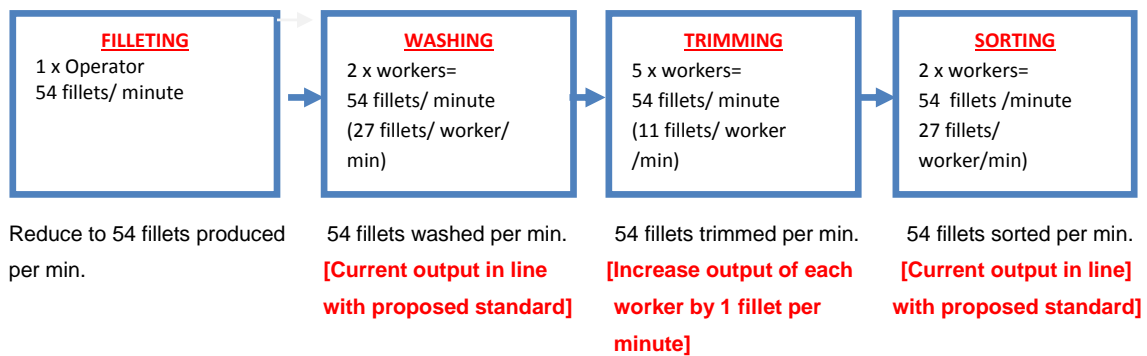 FILLETING
1 x Operator
54 fillets/ minute
WASHING
2 x workers=
54 fillets/ minute
(27 fillets/ worker/
min)
TRIMMING
5 x workers=
54 fillets/ minute
(11 fillets/ worker
/min)
SORTING
2 x workers=
54 fillets /minute
27 fillets/
worker/min)
Reduce to 54 fillets produced
per min.
54 fillets washed per min.
[Current output in line
with proposed standard]
54 fillets trimmed per min.
[Increase output of each
worker by 1 fillet per
minute]
54 fillets sorted per min.
[Current output in line]
with proposed standard]